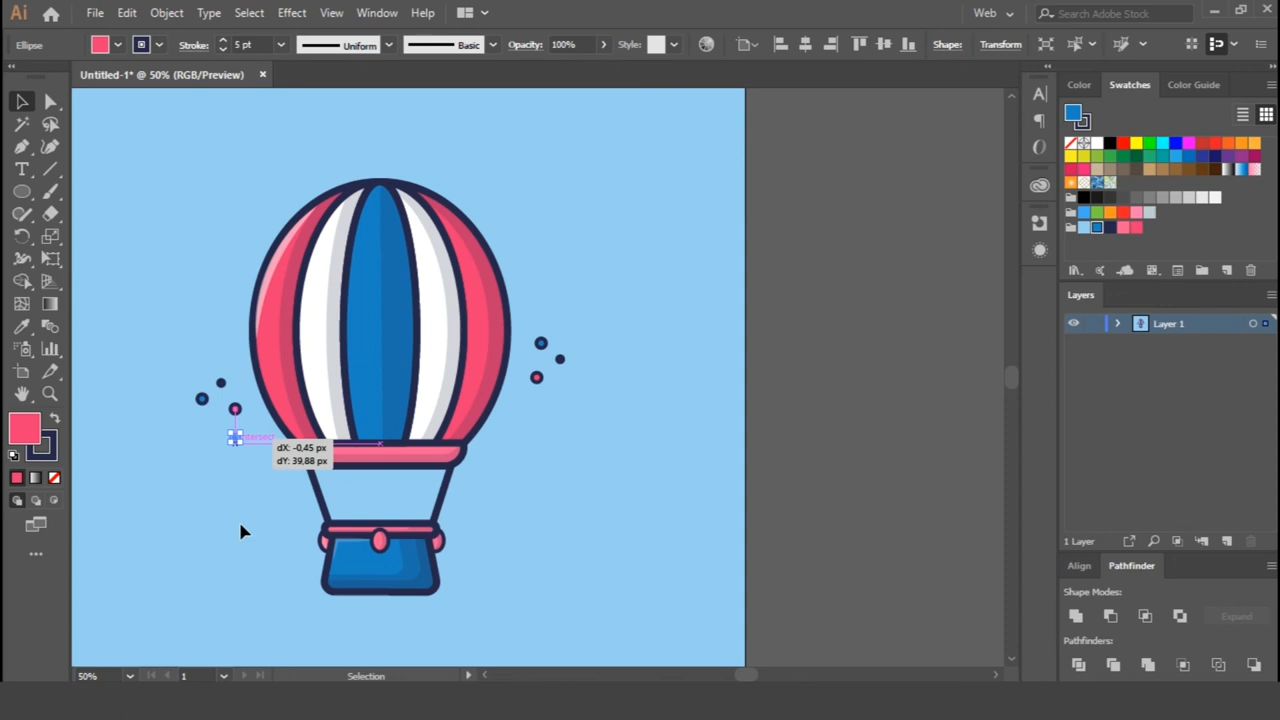 Ai File Edit Object Type Select Effect View Window Help Web Search Adobe Stock
Ellipse Stroke: 5 pt Uniform Basic Opacity: 100% Style: Shape: Transform
Untitled-1* @ 50% (RGB/Preview)
Color Swatches Color Guide
Layers
Layer 1
intersect
dX: -0,45 px
dY: 39,88 px
1 Layer
Align Pathfinder
Shape Modes:
Expand
Pathfinders:
50% 1 Selection